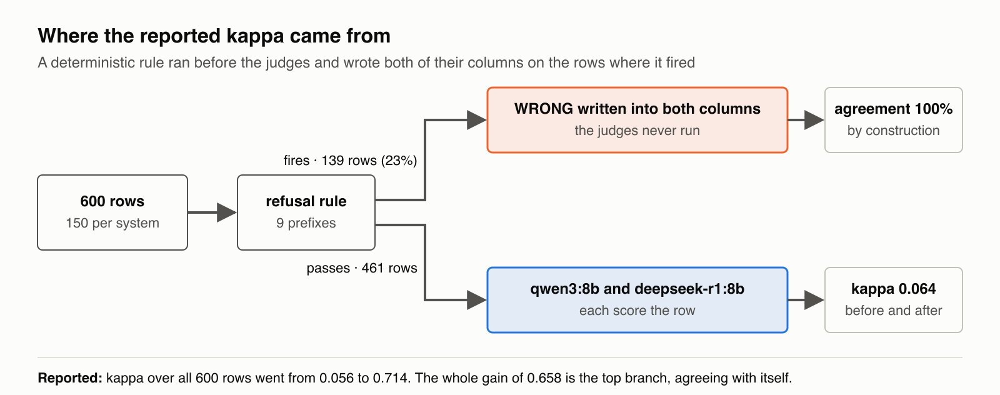 Where the reported kappa came from
A deterministic rule ran before the judges and wrote both of their columns on the rows where it fired
WRONG written into both columns
the judges never run
agreement 100%
by construction
fires · 139 rows (23%)
600 rows
150 per system
refusal rule
9 prefixes
passes · 461 rows
qwen3:8b and deepseek-r1:8b
each score the row
kappa 0.064
before and after
Reported: kappa over all 600 rows went from 0.056 to 0.714. The whole gain of 0.658 is the top branch, agreeing with itself.